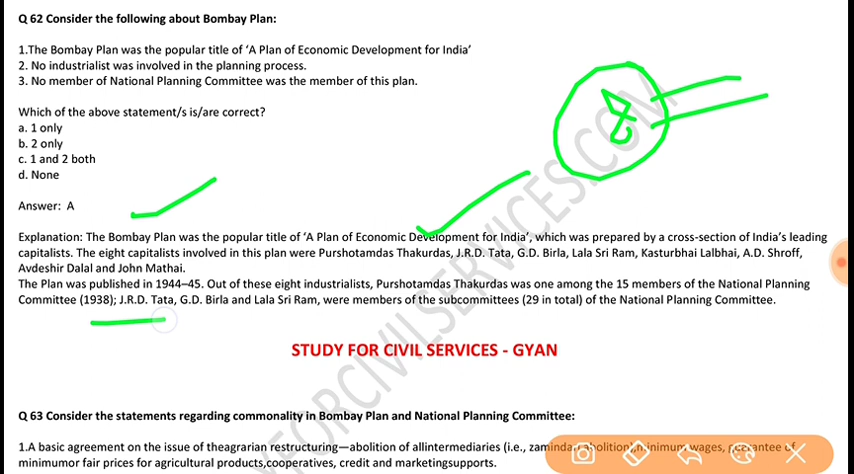 Q 62 Consider the following about Bombay Plan:
1.The Bombay Plan was the popular title of 'A Plan of Economic Development for India'
2. No industrialist was involved in the planning process.
3. No member of National Planning Committee was the member of this plan.
Which of the above statement/s is/are correct?
a. 1 only
b. 2 only
c. 1 and 2 both
d. None
Answer: A
Explanation: The Bombay Plan was the popular title of 'A Plan of Economic Development for India', which was prepared by a cross-section of India's leading
capitalists. The eight capitalists involved in this plan were Purshotamdas Thakurdas, J.R.D. Tata, G.D. Birla, Lala Sri Ram, Kasturbhai Lalbhai, A.D. Shroff,
Avdeshir Dalal and John Mathai.
The Plan was published in 1944–45. Out of these eight industrialists, Purshotamdas Thakurdas was one among the 15 members of the National Planning
Committee (1938); J.R.D. Tata, G.D. Birla and Lala Sri Ram, were members of the subcommittees (29 in total) of the National Planning Committee.
STUDY FOR CIVIL SERVICES - GYAN
Q 63 Consider the statements regarding commonality in Bombay Plan and National Planning Committee:
1.A basic agreement on the issue of theagrarian restructuring—abolition of allintermediaries (i.e., zamindari abolition), minimum wages, guarantee of
minimumor fair prices for agricultural products,cooperatives, credit and marketingsupports.
YFORCIVILSERVICES.COM